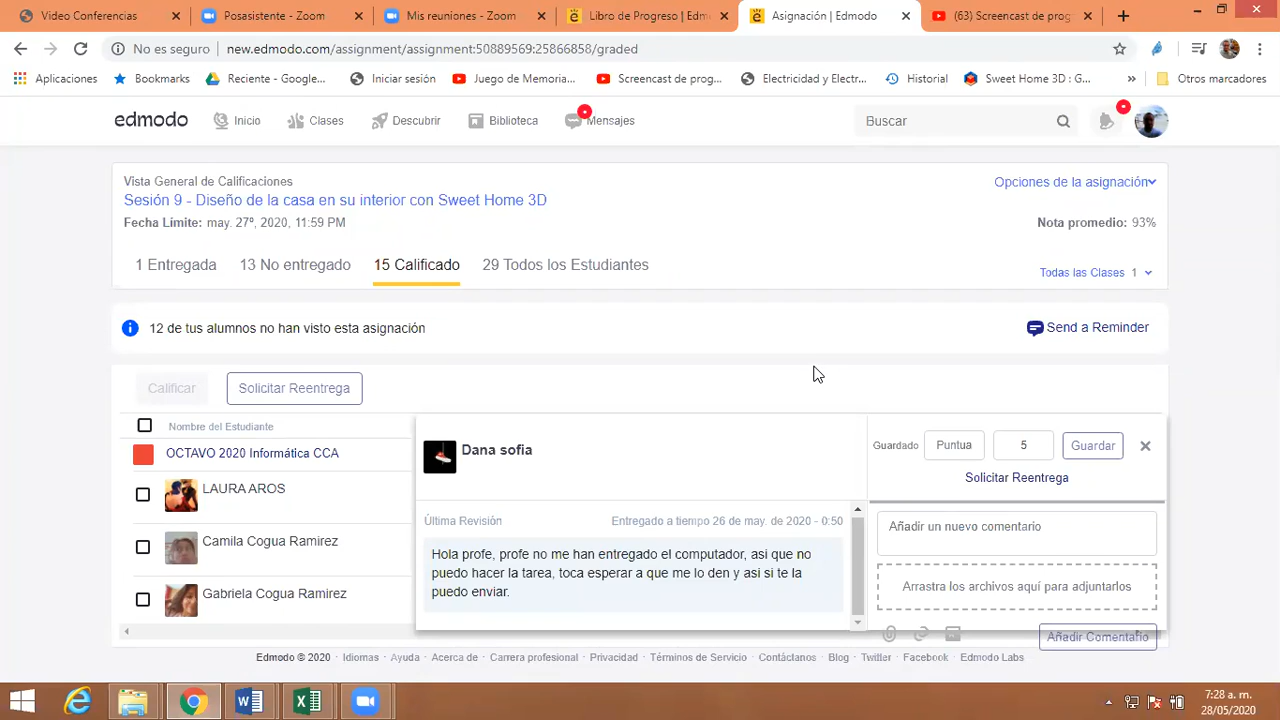 Video Conferencias
Posasistente - Zoom
Mis reuniones - Zoom
Libro de Progreso | Edm
Asignación | Edmodo
(63) Screencast de prog
No es seguro
new.edmodo.com/assignment/assignment:50889569:25866858/graded
Aplicaciones
Bookmarks
Reciente - Google...
Iniciar sesión
Juego de Memoria...
Screencast de prog...
Electricidad y Electr...
Historial
Sweet Home 3D : G...
»
Otros marcadores
edmodo
Inicio
Clases
Descubrir
Biblioteca
Mensajes
Buscar
Vista General de Calificaciones
Opciones de la asignación
Sesión 9 - Diseño de la casa en su interior con Sweet Home 3D
Fecha Límite: may. 27º, 2020, 11:59 PM
Nota promedio: 93%
1 Entregada
13 No entregado
15 Calificado
29 Todos los Estudiantes
Todas las Clases 1
12 de tus alumnos no han visto esta asignación
Send a Reminder
Calificar
Solicitar Reentrega
Nombre del Estudiante
OCTAVO 2020 Informática CCA
LAURA AROS
Camila Cogua Ramirez
Gabriela Cogua Ramirez
Dana sofia
Guardado
Puntua
5
Guardar
Solicitar Reentrega
Última Revisión
Entregado a tiempo 26 de may. de 2020 - 0:50
Hola profe, profe no me han entregado el computador, asi que no
puedo hacer la tarea, toca esperar a que me lo den y asi si te la
puedo enviar.
Añadir un nuevo comentario
Arrastra los archivos aquí para adjuntarlos
Añadir Comentario
Edmodo © 2020
Idiomas
Ayuda
Acerca de
Carrera profesional
Privacidad
Términos de Servicio
Contáctanos
Blog
Twitter
Facebook
Edmodo Labs
7:28 a. m.
28/05/2020